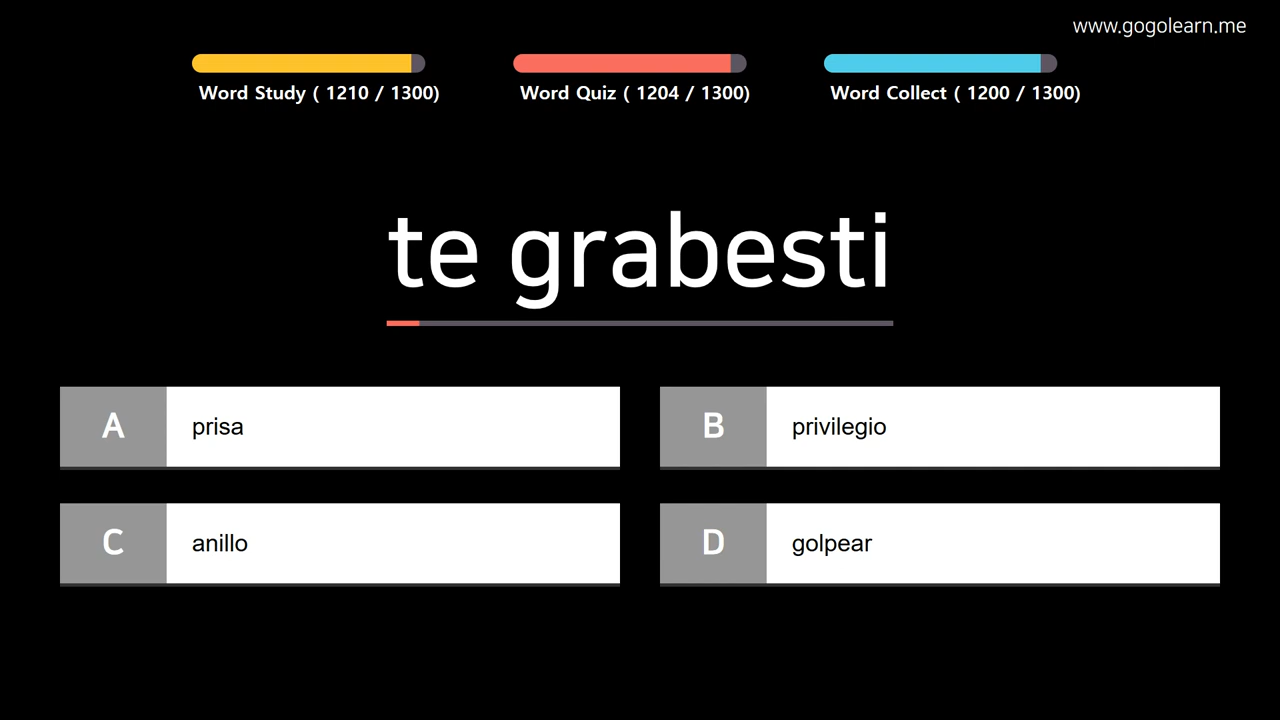 www.gogolearn.me
Word Study ( 1210 / 1300)
Word Quiz ( 1204 / 1300)
Word Collect ( 1200 / 1300)
te grabesti
A prisa
B privilegio
C anillo
D golpear